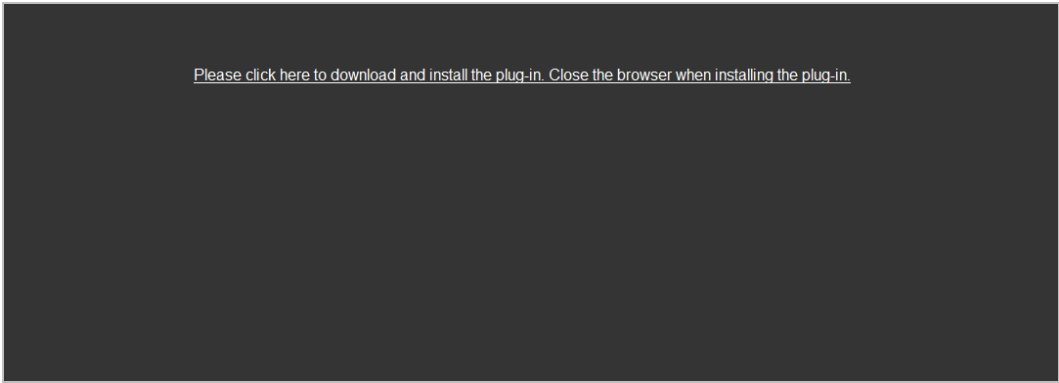 Please click here to download and install the plug-in. Close the browser when installing the plug-in.